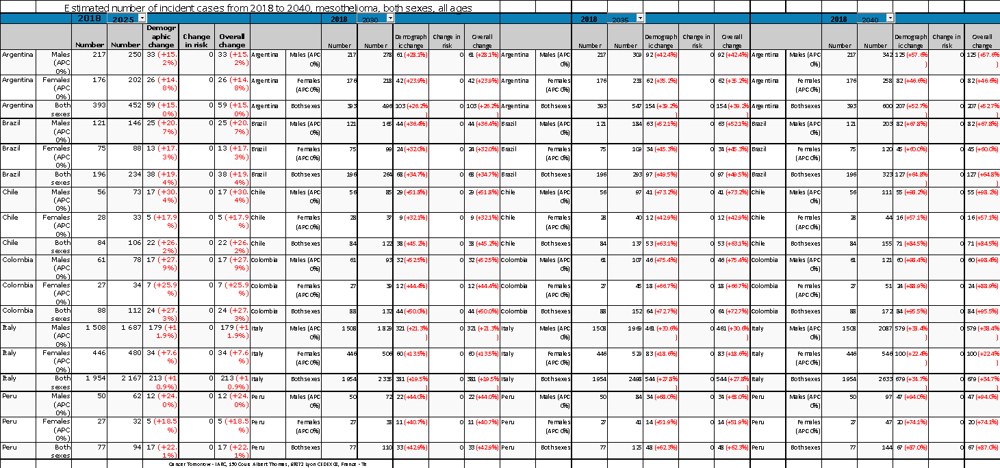 Estimated number of incident cases from 2018 to 2040, mesothelioma, both sexes, all ages
2018 2025 2018 2030 2018 2035 2018 2040
Number Number Demographic change Change in risk Overall change Number Number Demographic change Change in risk Overall change Number Number Demographic change Change in risk Overall change Number Number Demographic change Change in risk Overall change
Argentina Males (APC 0%) 217 250 33 (+15.2%) 0 33 (+15.2%) Argentina Males (APC 0%) 217 278 61 (+28.1%) 0 61 (+28.1%) Argentina Males (APC 0%) 217 309 92 (+42.4%) 0 92 (+42.4%) Argentina Males (APC 0%) 217 342 125 (+57.6%) 0 125 (+57.6%)
Argentina Females (APC 0%) 176 202 26 (+14.8%) 0 26 (+14.8%) Argentina Females (APC 0%) 176 218 42 (+23.9%) 0 42 (+23.9%) Argentina Females (APC 0%) 176 238 62 (+35.2%) 0 62 (+35.2%) Argentina Females (APC 0%) 176 258 82 (+46.6%) 0 82 (+46.6%)
Argentina Both sexes 393 452 59 (+15.0%) 0 59 (+15.0%) Argentina Both sexes 393 496 103 (+26.2%) 0 103 (+26.2%) Argentina Both sexes 393 547 154 (+39.2%) 0 154 (+39.2%) Argentina Both sexes 393 600 207 (+52.7%) 0 207 (+52.7%)
Brazil Males (APC 0%) 121 146 25 (+20.7%) 0 25 (+20.7%) Brazil Males (APC 0%) 121 165 44 (+36.4%) 0 44 (+36.4%) Brazil Males (APC 0%) 121 184 63 (+52.1%) 0 63 (+52.1%) Brazil Males (APC 0%) 121 203 82 (+67.8%) 0 82 (+67.8%)
Brazil Females (APC 0%) 75 88 13 (+17.3%) 0 13 (+17.3%) Brazil Females (APC 0%) 75 99 24 (+32.0%) 0 24 (+32.0%) Brazil Females (APC 0%) 75 109 34 (+45.3%) 0 34 (+45.3%) Brazil Females (APC 0%) 75 120 45 (+60.0%) 0 45 (+60.0%)
Brazil Both sexes 196 234 38 (+19.4%) 0 38 (+19.4%) Brazil Both sexes 196 264 68 (+34.7%) 0 68 (+34.7%) Brazil Both sexes 196 293 97 (+49.5%) 0 97 (+49.5%) Brazil Both sexes 196 323 127 (+64.8%) 0 127 (+64.8%)
Chile Males (APC 0%) 56 73 17 (+30.4%) 0 17 (+30.4%) Chile Males (APC 0%) 56 85 29 (+51.8%) 0 29 (+51.8%) Chile Males (APC 0%) 56 97 41 (+73.2%) 0 41 (+73.2%) Chile Males (APC 0%) 56 111 55 (+98.2%) 0 55 (+98.2%)
Chile Females (APC 0%) 28 33 5 (+17.9%) 0 5 (+17.9%) Chile Females (APC 0%) 28 37 9 (+32.1%) 0 9 (+32.1%) Chile Females (APC 0%) 28 40 12 (+42.9%) 0 12 (+42.9%) Chile Females (APC 0%) 28 44 16 (+57.1%) 0 16 (+57.1%)
Chile Both sexes 84 106 22 (+26.2%) 0 22 (+26.2%) Chile Both sexes 84 122 38 (+45.2%) 0 38 (+45.2%) Chile Both sexes 84 137 53 (+63.1%) 0 53 (+63.1%) Chile Both sexes 84 155 71 (+84.5%) 0 71 (+84.5%)
Colombia Males (APC 0%) 61 78 17 (+27.9%) 0 17 (+27.9%) Colombia Males (APC 0%) 61 93 32 (+52.5%) 0 32 (+52.5%) Colombia Males (APC 0%) 61 107 46 (+75.4%) 0 46 (+75.4%) Colombia Males (APC 0%) 61 121 60 (+98.4%) 0 60 (+98.4%)
Colombia Females (APC 0%) 27 34 7 (+25.9%) 0 7 (+25.9%) Colombia Females (APC 0%) 27 39 12 (+44.4%) 0 12 (+44.4%) Colombia Females (APC 0%) 27 45 18 (+66.7%) 0 18 (+66.7%) Colombia Females (APC 0%) 27 51 24 (+88.9%) 0 24 (+88.9%)
Colombia Both sexes 88 112 24 (+27.3%) 0 24 (+27.3%) Colombia Both sexes 88 132 44 (+50.0%) 0 44 (+50.0%) Colombia Both sexes 88 152 64 (+72.7%) 0 64 (+72.7%) Colombia Both sexes 88 172 84 (+95.5%) 0 84 (+95.5%)
Italy Males (APC 0%) 1 508 1 687 179 (+11.9%) 0 179 (+11.9%) Italy Males (APC 0%) 1 508 1 829 321 (+21.3%) 0 321 (+21.3%) Italy Males (APC 0%) 1 508 1 969 461 (+30.6%) 0 461 (+30.6%) Italy Males (APC 0%) 1 508 2 087 579 (+38.4%) 0 579 (+38.4%)
Italy Females (APC 0%) 446 480 34 (+7.6%) 0 34 (+7.6%) Italy Females (APC 0%) 446 506 60 (+13.5%) 0 60 (+13.5%) Italy Females (APC 0%) 446 529 83 (+18.6%) 0 83 (+18.6%) Italy Females (APC 0%) 446 546 100 (+22.4%) 0 100 (+22.4%)
Italy Both sexes 1 954 2 167 213 (+10.9%) 0 213 (+10.9%) Italy Both sexes 1 954 2 335 381 (+19.5%) 0 381 (+19.5%) Italy Both sexes 1 954 2 498 544 (+27.8%) 0 544 (+27.8%) Italy Both sexes 1 954 2 633 679 (+34.7%) 0 679 (+34.7%)
Peru Males (APC 0%) 50 62 12 (+24.0%) 0 12 (+24.0%) Peru Males (APC 0%) 50 72 22 (+44.0%) 0 22 (+44.0%) Peru Males (APC 0%) 50 84 34 (+68.0%) 0 34 (+68.0%) Peru Males (APC 0%) 50 97 47 (+94.0%) 0 47 (+94.0%)
Peru Females (APC 0%) 27 32 5 (+18.5%) 0 5 (+18.5%) Peru Females (APC 0%) 27 38 11 (+40.7%) 0 11 (+40.7%) Peru Females (APC 0%) 27 41 14 (+51.9%) 0 14 (+51.9%) Peru Females (APC 0%) 27 47 20 (+74.1%) 0 20 (+74.1%)
Peru Both sexes 77 94 17 (+22.1%) 0 17 (+22.1%) Peru Both sexes 77 110 33 (+42.9%) 0 33 (+42.9%) Peru Both sexes 77 125 48 (+62.3%) 0 48 (+62.3%) Peru Both sexes 77 144 67 (+87.0%) 0 67 (+87.0%)
Cancer Tomorrow - IARC, 150 Cours Albert Thomas, 69372 Lyon CEDEX 08, France - Te